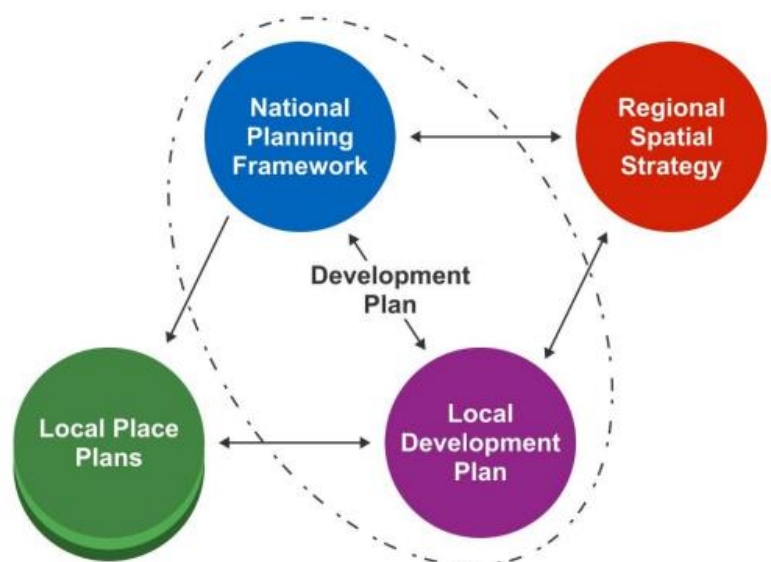 National
Planning
Framework
Regional
Spatial
Strategy
Development
Plan
Local Place
Plans
Local
Development
Plan